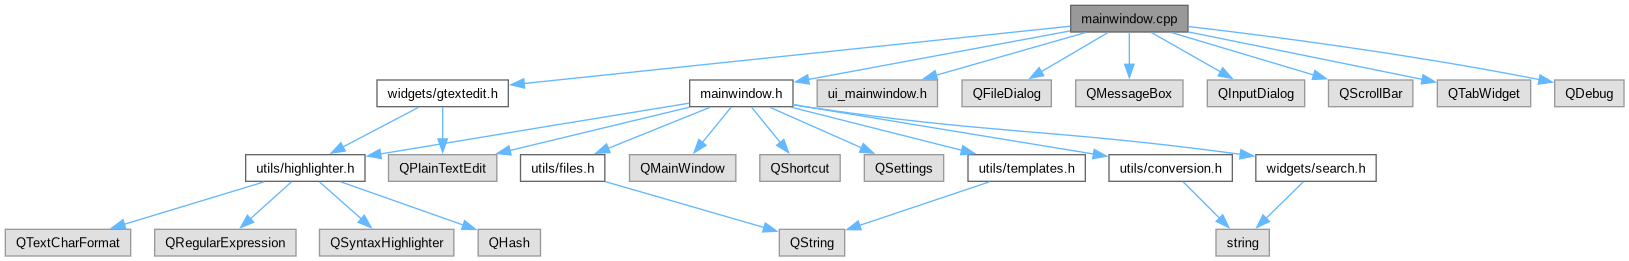 mainwindow.cpp
widgets/gtextedit.h
mainwindow.h
ui_mainwindow.h
QFileDialog
QMessageBox
QInputDialog
QScrollBar
QTabWidget
QDebug
utils/highlighter.h
QPlainTextEdit
utils/files.h
QMainWindow
QShortcut
QSettings
utils/templates.h
utils/conversion.h
widgets/search.h
QTextCharFormat
QRegularExpression
QSyntaxHighlighter
QHash
QString
string